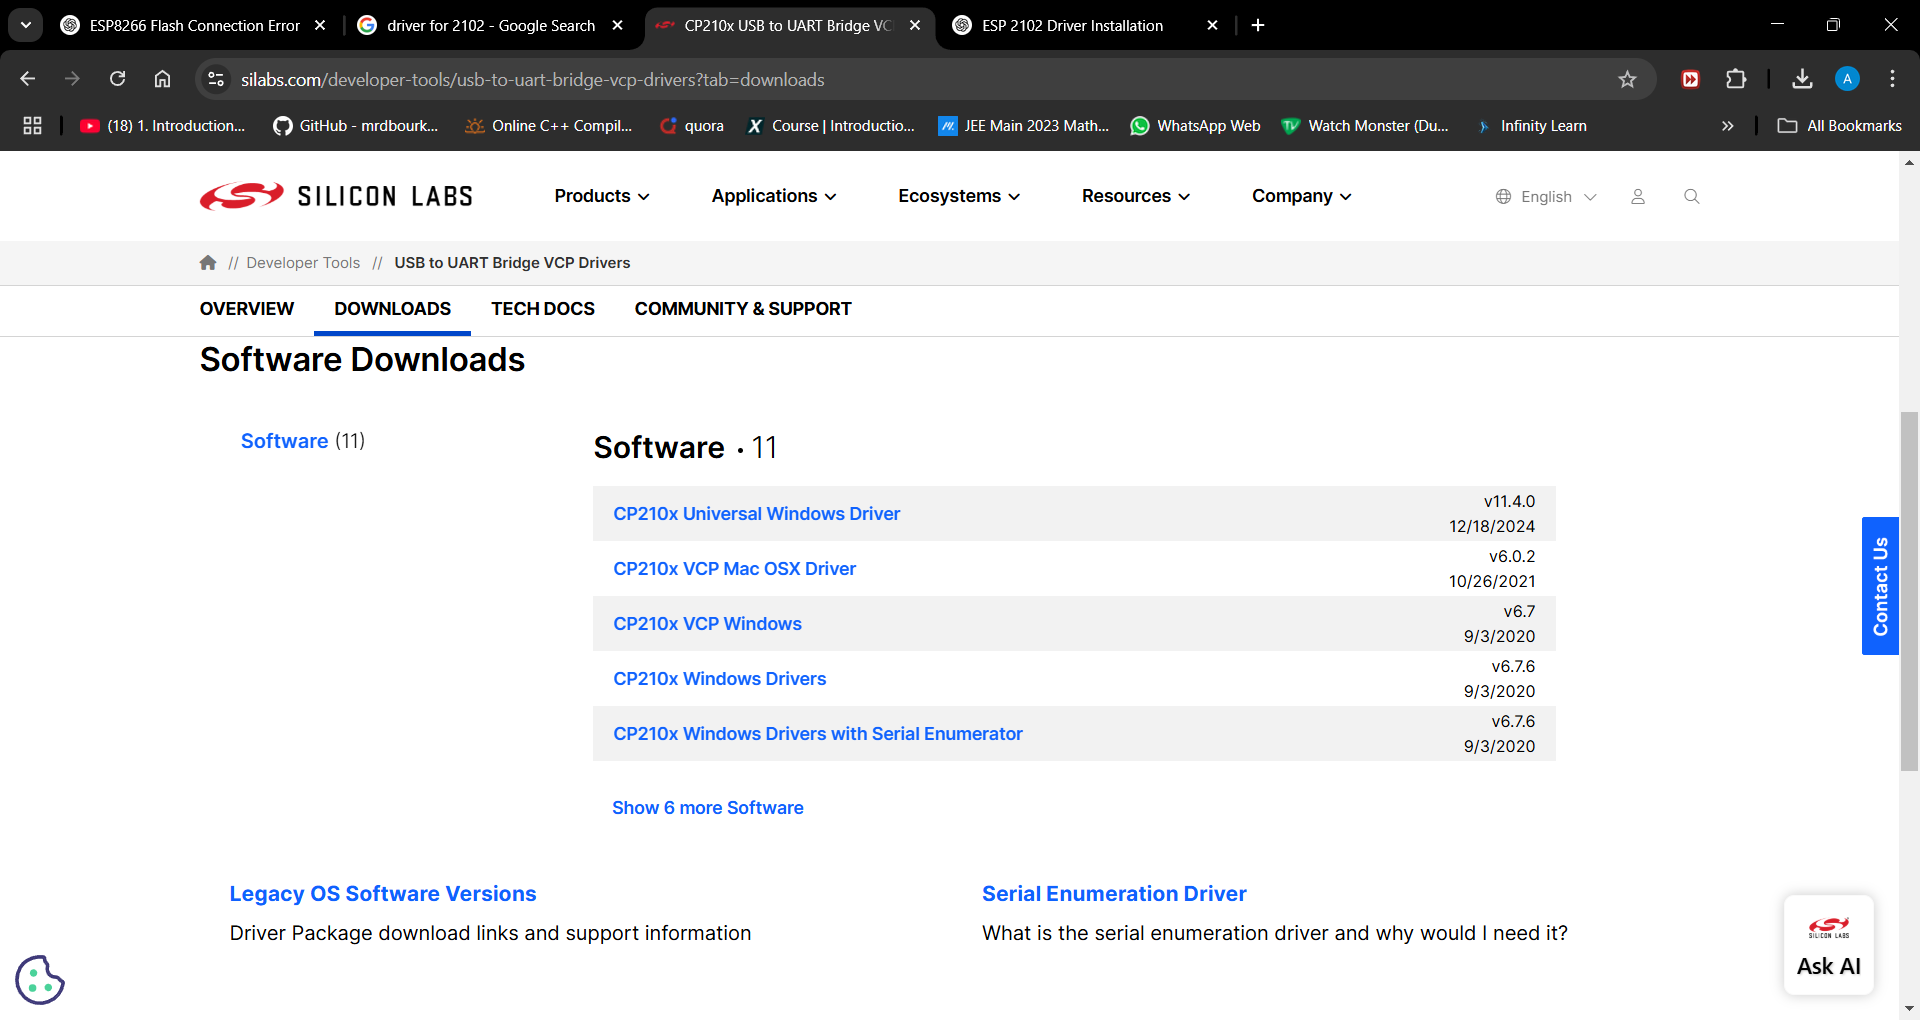 ESP8266 Flash Connection Error
driver for 2102 - Google Search
CP210x USB to UART Bridge VC
ESP 2102 Driver Installation
silabs.com/developer-tools/usb-to-uart-bridge-vcp-drivers?tab=downloads
A
(18) 1. Introduction...
GitHub - mrdbourk...
Online C++ Compil...
quora
Course | Introductio...
JEE Main 2023 Math...
WhatsApp Web
Watch Monster (Du...
Infinity Learn
All Bookmarks
SILICON LABS
Products
Applications
Ecosystems
Resources
Company
English
// Developer Tools // USB to UART Bridge VCP Drivers
OVERVIEW
DOWNLOADS
TECH DOCS
COMMUNITY & SUPPORT
Software Downloads
Software (11)
Software • 11
CP210x Universal Windows Driver
v11.4.0
12/18/2024
CP210x VCP Mac OSX Driver
v6.0.2
10/26/2021
CP210x VCP Windows
v6.7
9/3/2020
CP210x Windows Drivers
v6.7.6
9/3/2020
CP210x Windows Drivers with Serial Enumerator
v6.7.6
9/3/2020
Show 6 more Software
Contact Us
Legacy OS Software Versions
Driver Package download links and support information
Serial Enumeration Driver
What is the serial enumeration driver and why would I need it?
SILICON LABS
Ask AI